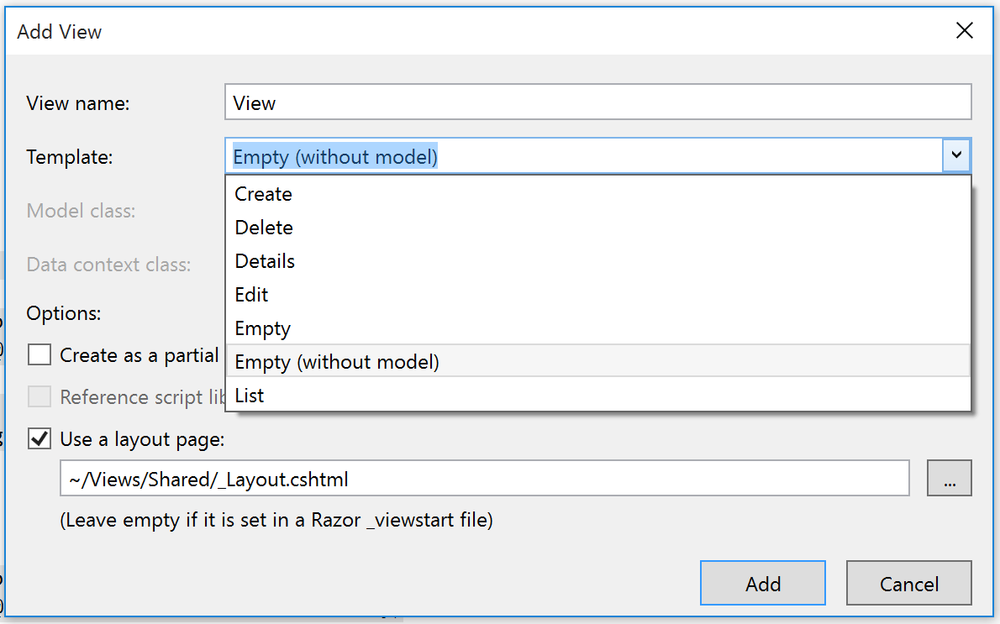 Add View
View name:
View
Template:
Empty (without model)
Create
Delete
Details
Edit
Empty
Empty (without model)
List
Model class:
Data context class:
Options:
Create as a partial
Reference script lib
Use a layout page:
~/Views/Shared/_Layout.cshtml
...
(Leave empty if it is set in a Razor _viewstart file)
Add
Cancel